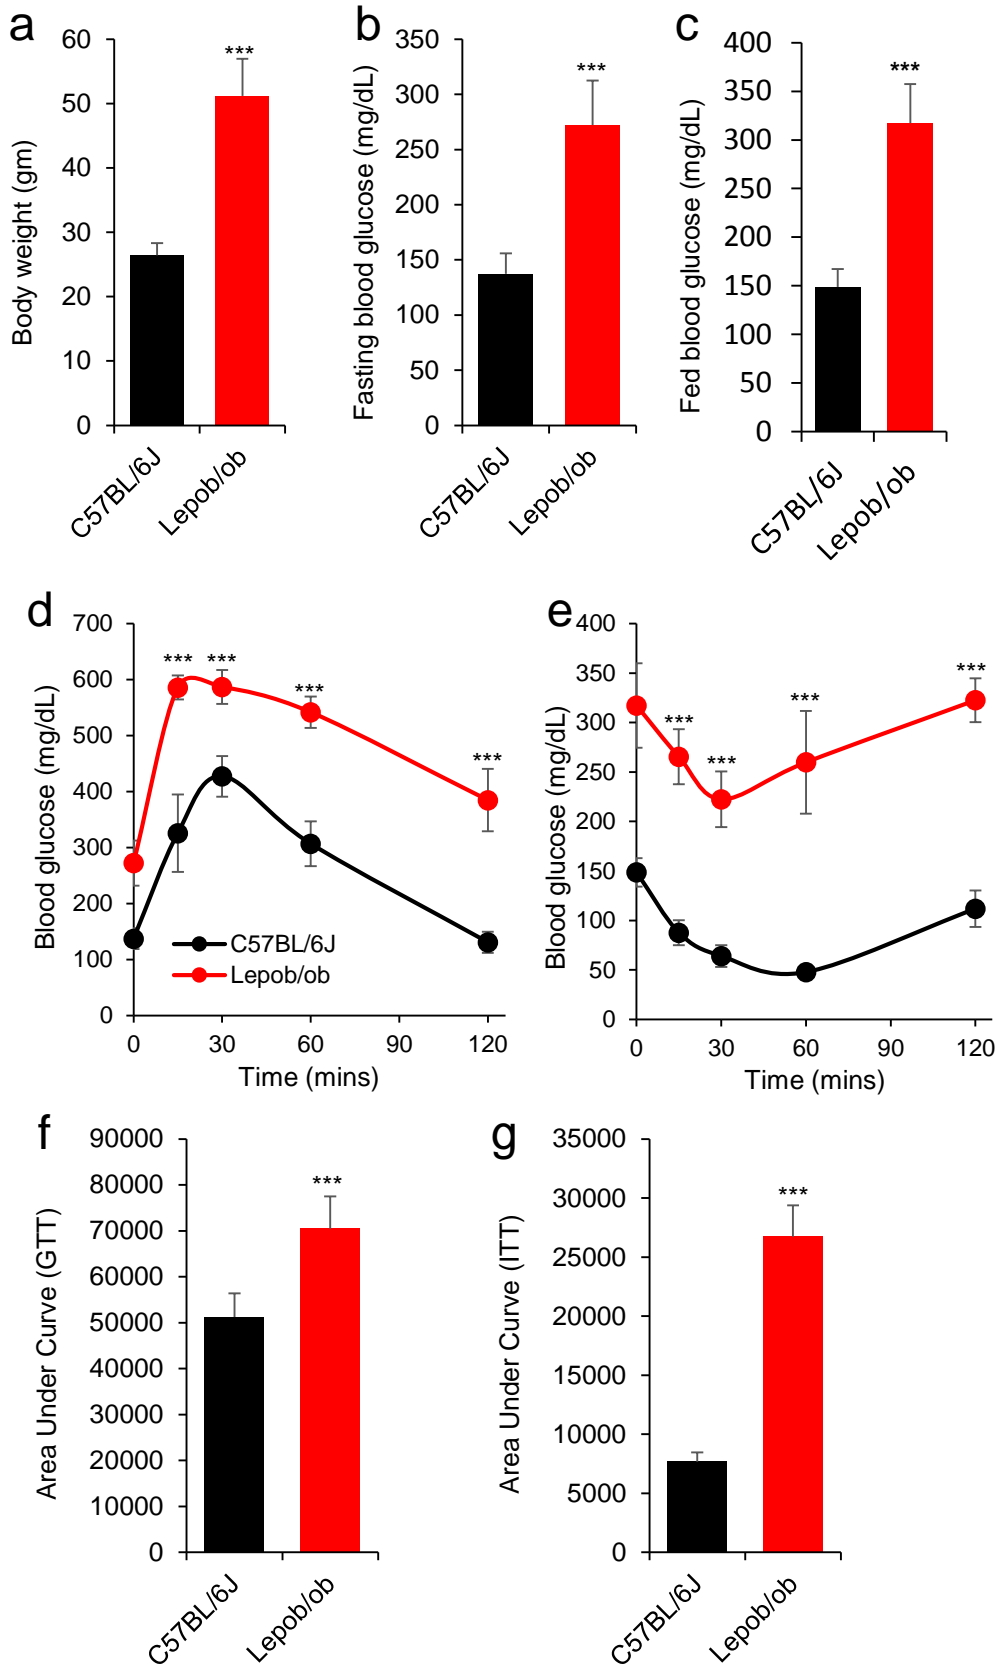 a
60
50
40
30
20
10
0
Body weight (gm)
***
C57BL/6J
Lepob/ob
b
350
300
250
200
150
100
50
0
Fasting blood glucose (mg/dL)
***
C57BL/6J
Lepob/ob
c
400
350
300
250
200
150
100
50
0
Fed blood glucose (mg/dL)
***
C57BL/6J
Lepob/ob
d
700
600
500
400
300
200
100
0
Blood glucose (mg/dL)
*** *** *** ***
C57BL/6J
Lepob/ob
0 30 60 90 120
Time (mins)
e
400
350
300
250
200
150
100
50
0
Blood glucose (mg/dL)
*** *** *** ***
0 30 60 90 120
Time (mins)
f
90000
80000
70000
60000
50000
40000
30000
20000
10000
0
Area Under Curve (GTT)
***
C57BL/6J
Lepob/ob
g
35000
30000
25000
20000
15000
10000
5000
0
Area Under Curve (ITT)
***
C57BL/6J
Lepob/ob